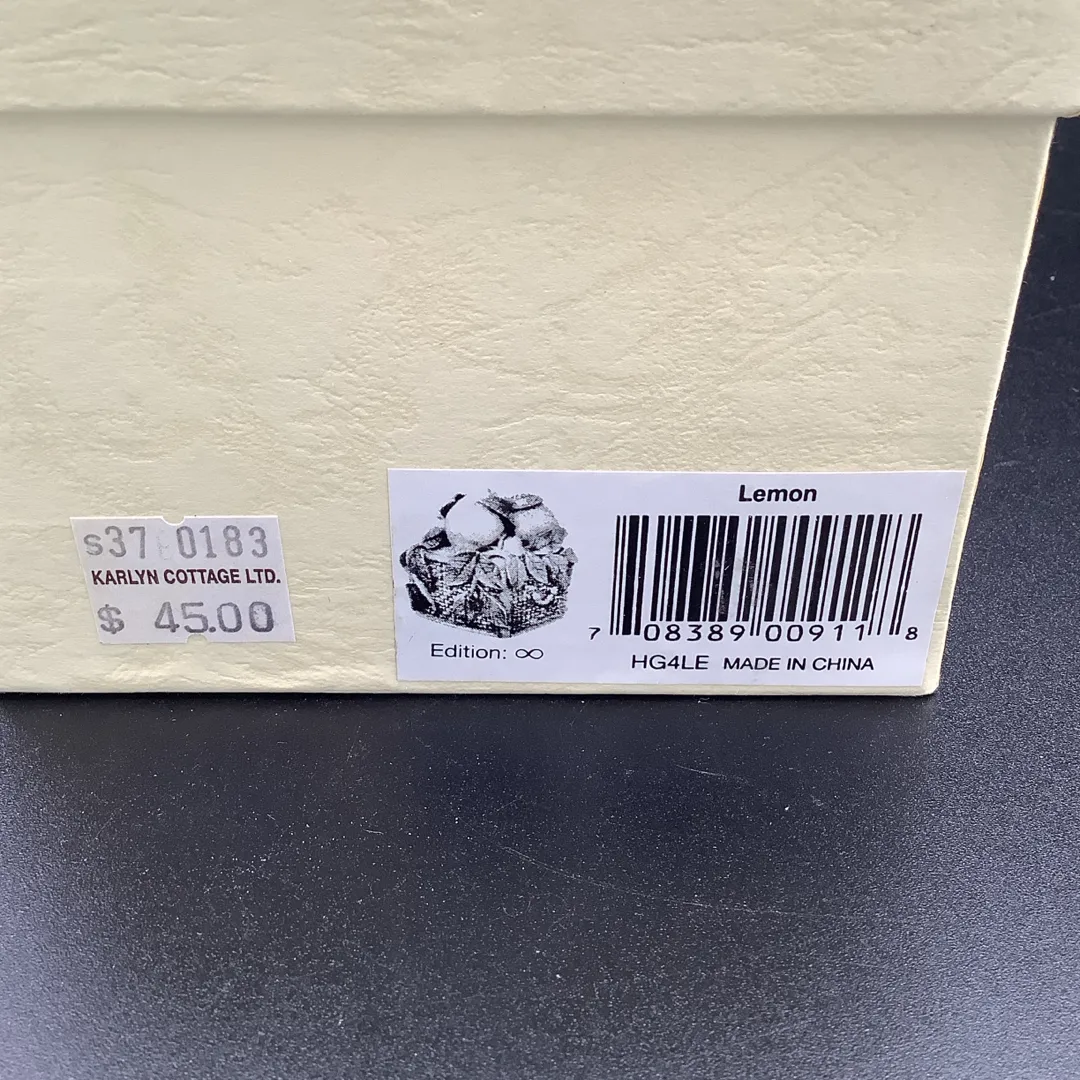 s37 0183
KARLYN COTTAGE LTD.
$ 45.00
Lemon
7 08389 00911 8
Edition: ∞
HG4LE MADE IN CHINA